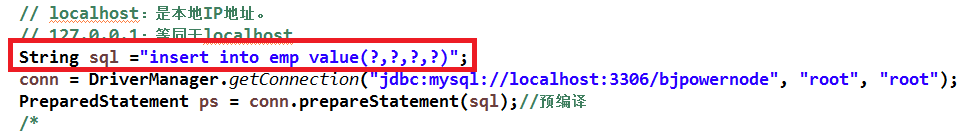 // localhost：是本地IP地址。
// 127.0.0.1：等同于localhost
String sql ="insert into emp value(?,?,?,?)";
conn = DriverManager.getConnection("jdbc:mysql://localhost:3306/bjpowernode", "root", "root");
PreparedStatement ps = conn.prepareStatement(sql);//预编译
/*